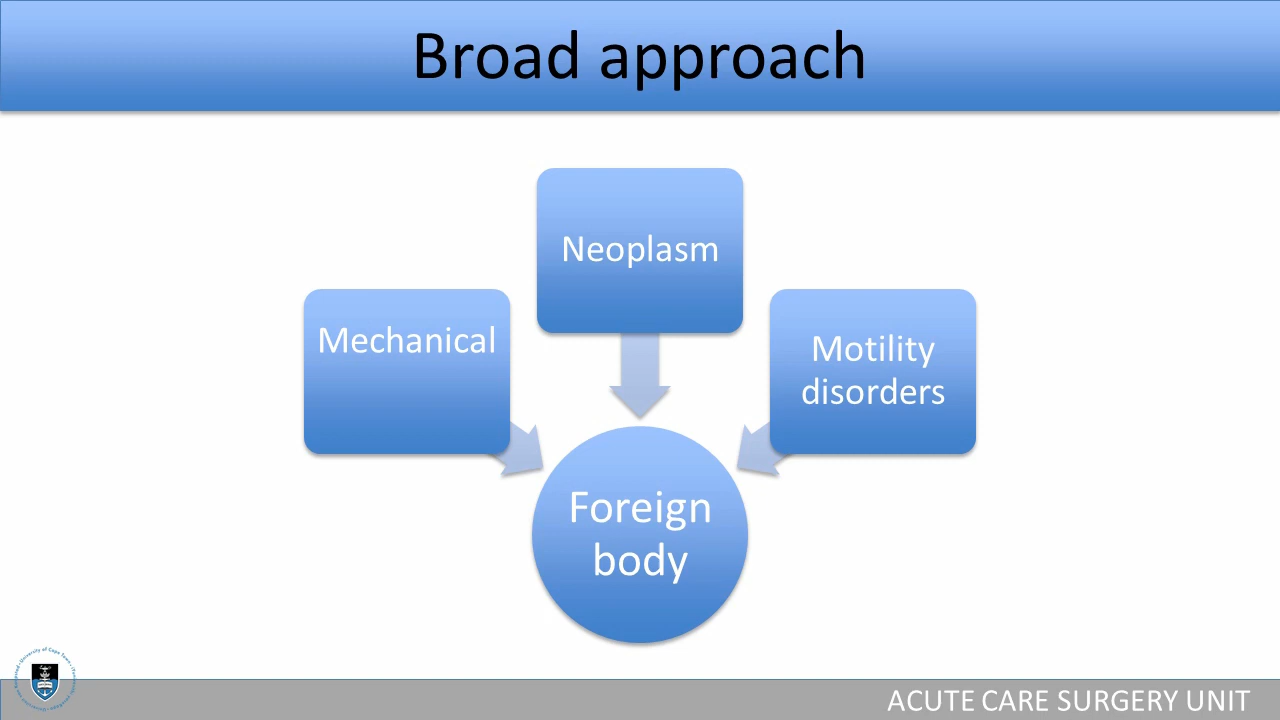 Broad approach
Neoplasm
Mechanical
Motility
disorders
Foreign
body
ACUTE CARE SURGERY UNIT